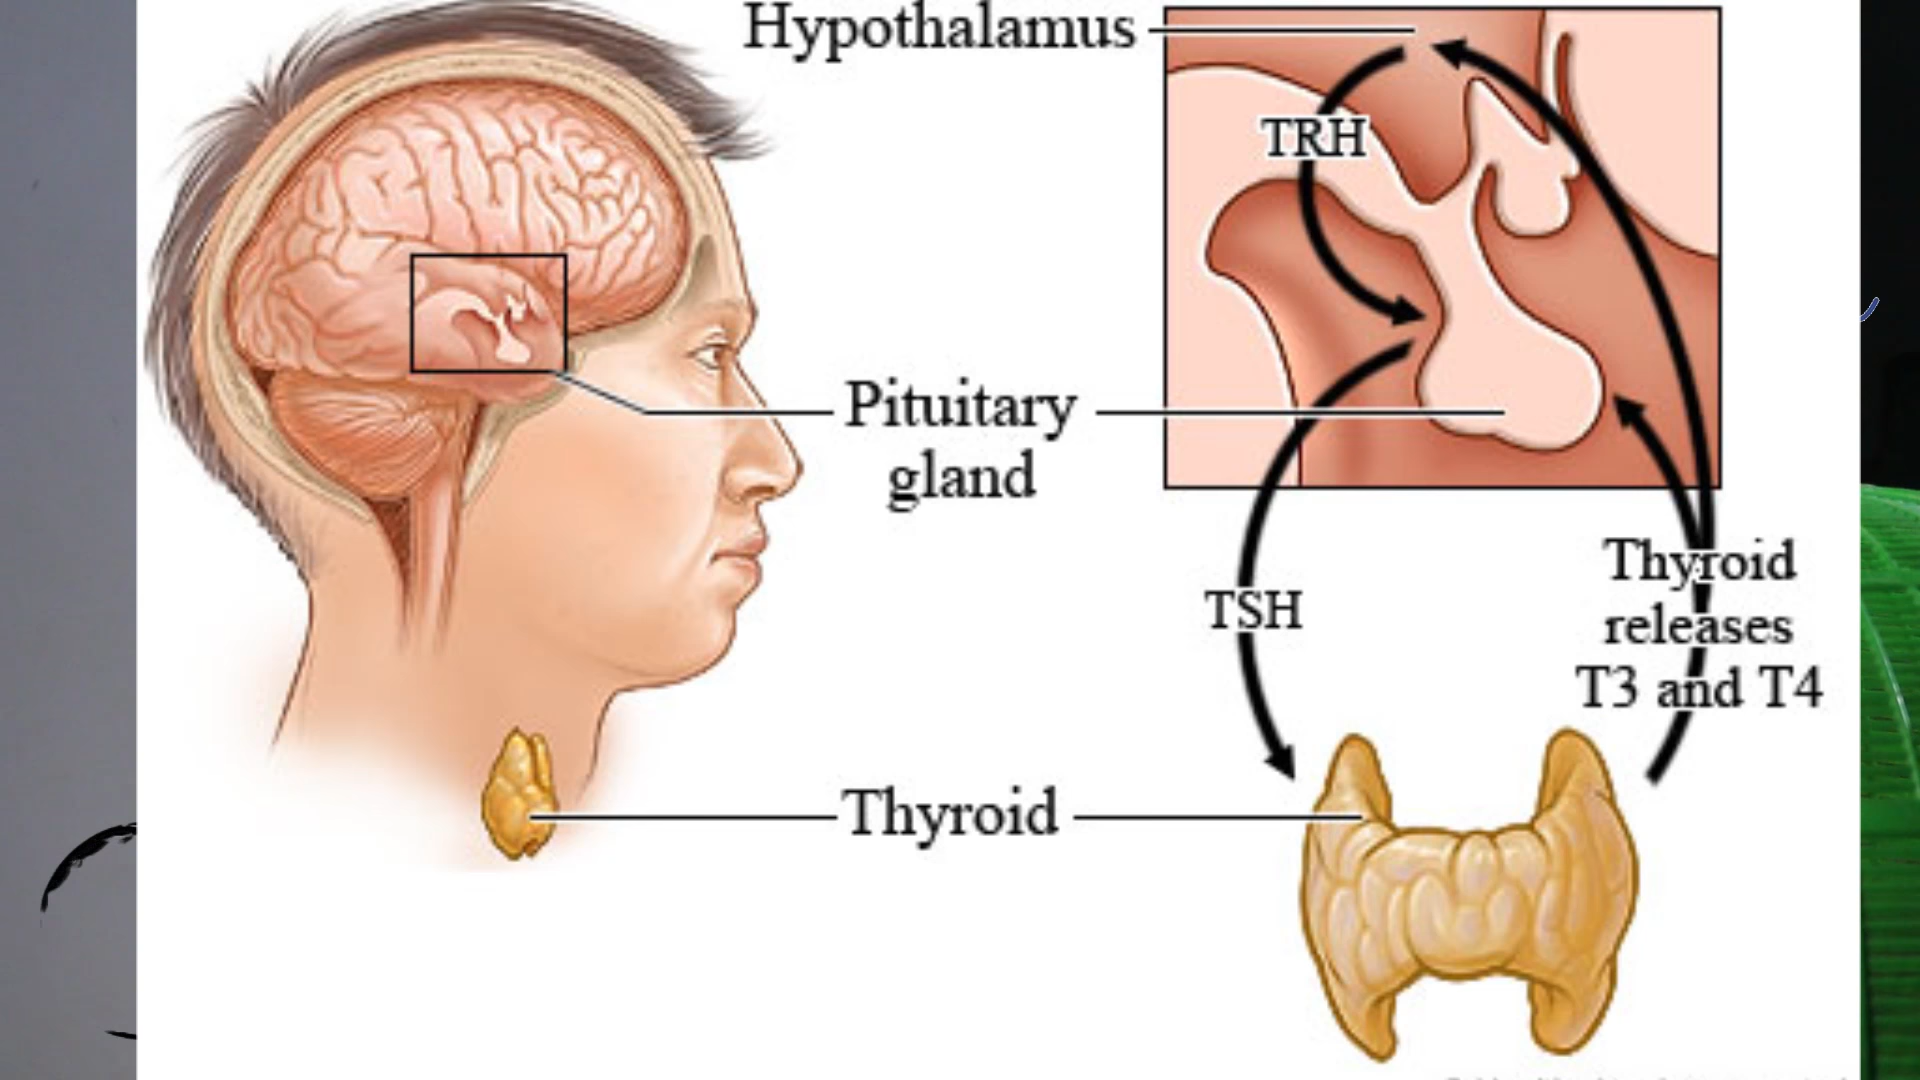 Hypothalamus
TRH
Pituitary
gland
TSH
Thyroid
releases
T3 and T4
Thyroid